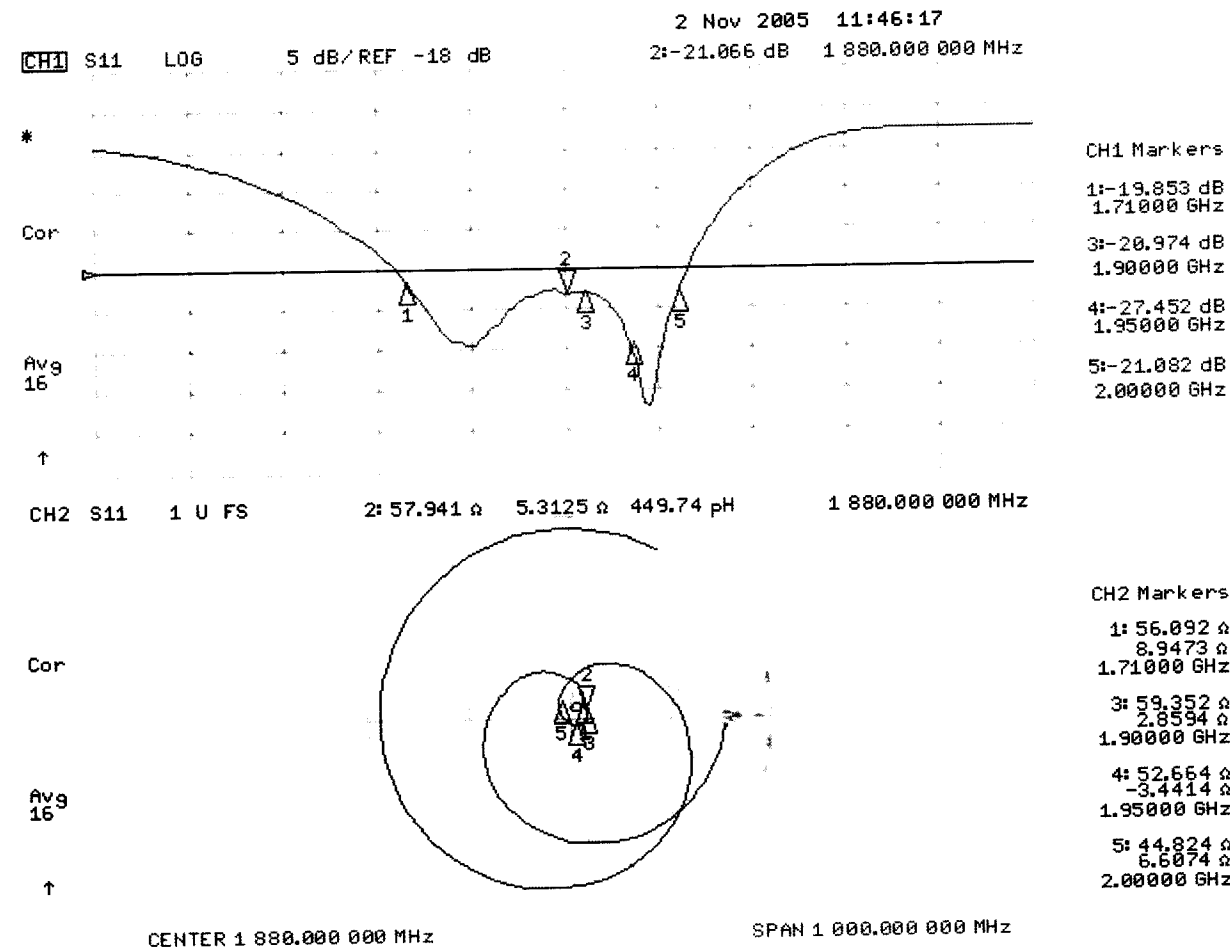 2 Nov 2005 11:46:17
CH1 S11 LOG 5 dB/REF -18 dB 2:-21.066 dB 1 880.000 000 MHz
*
CH1 Markers
1:-19.853 dB
1.71000 GHz
Cor
3:-20.974 dB
1.90000 GHz
2
1
3
5
4:-27.452 dB
1.95000 GHz
Avg
16
4
5:-21.082 dB
2.00000 GHz
↑
CH2 S11 1 U FS 2: 57.941 Ω 5.3125 Ω 449.74 pH 1 880.000 000 MHz
CH2 Markers
1: 56.092 Ω
8.9473 Ω
1.71000 GHz
Cor
2
3: 59.352 Ω
2.8594 Ω
1.90000 GHz
5
3
4
4: 52.664 Ω
-3.4414 Ω
1.95000 GHz
Avg
16
5: 44.824 Ω
6.6074 Ω
2.00000 GHz
↑
CENTER 1 880.000 000 MHz SPAN 1 000.000 000 MHz